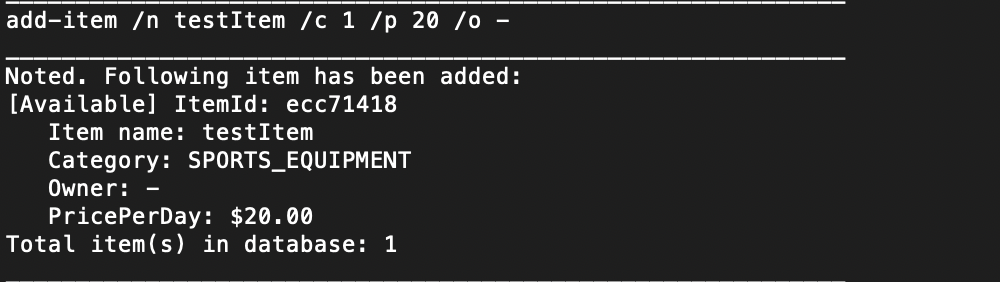 add-item /n testItem /c 1 /p 20 /o -
Noted. Following item has been added:
[Available] ItemId: ecc71418
Item name: testItem
Category: SPORTS_EQUIPMENT
Owner: -
PricePerDay: $20.00
Total item(s) in database: 1